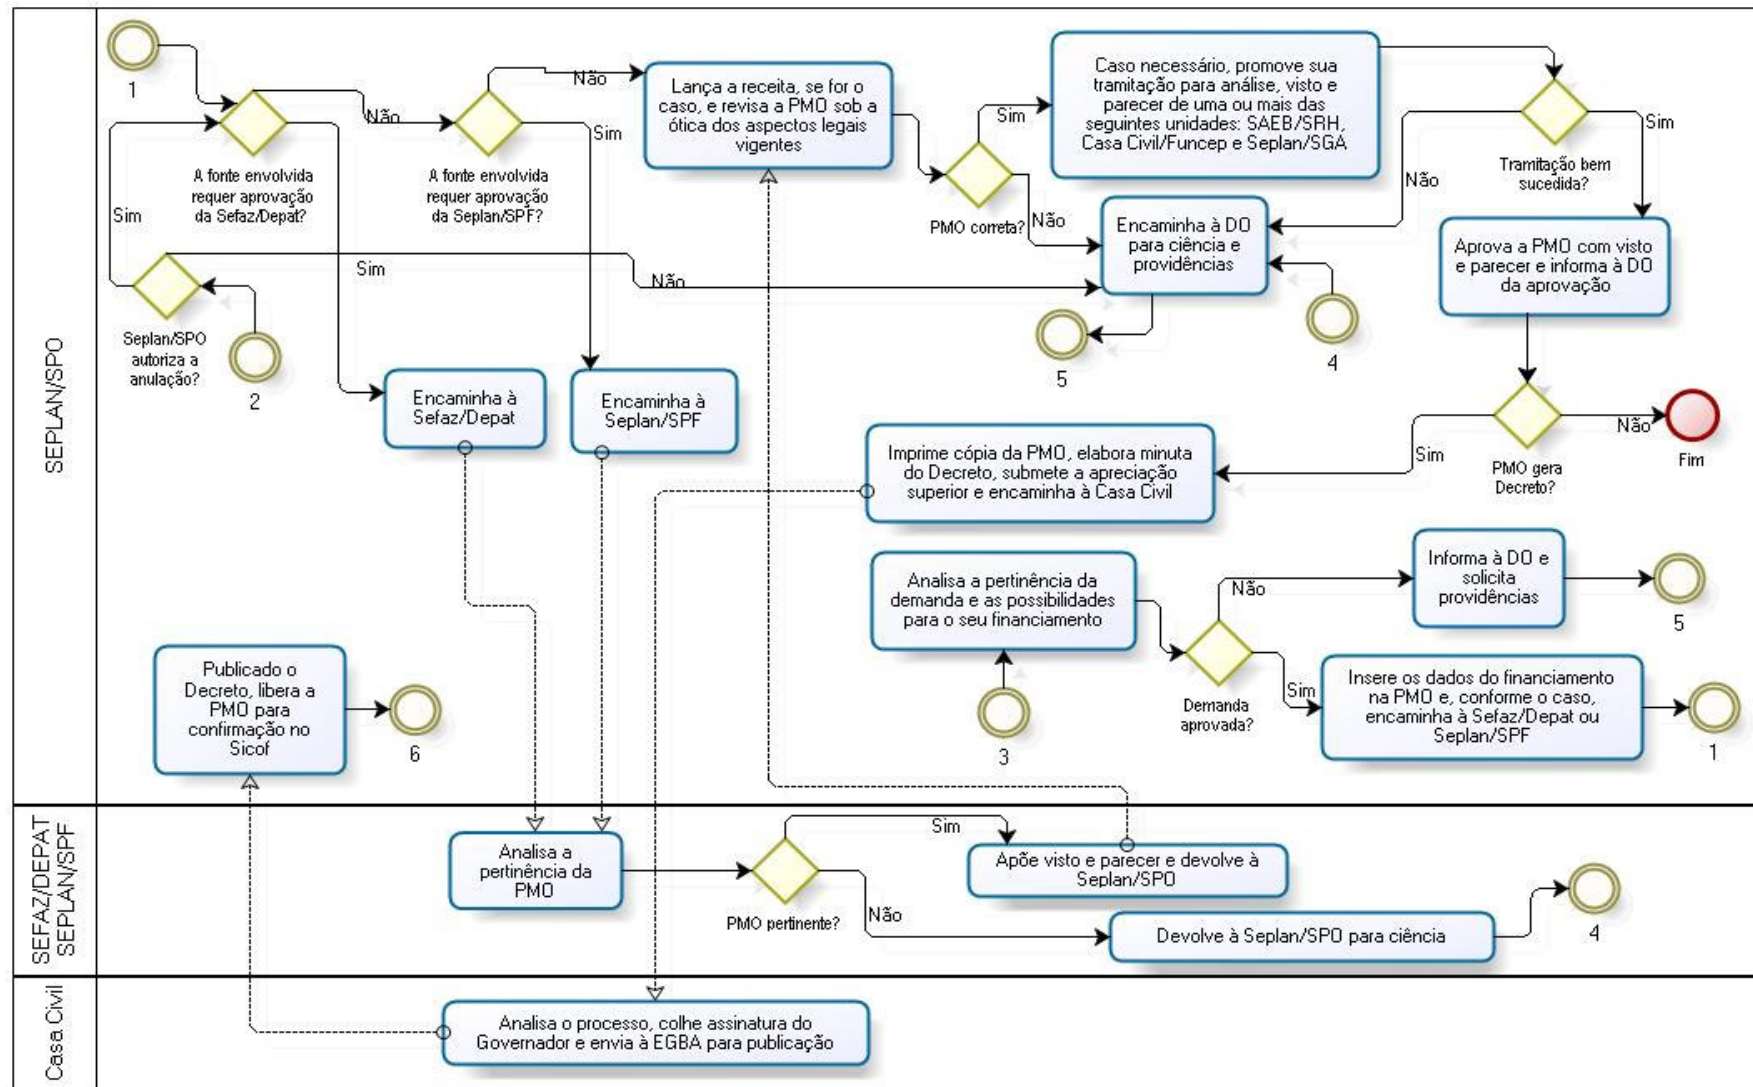 SEPLAN/SPO
1
A fonte envolvida
requer aprovação
da Sefaz/Depat?
Não
Sim
A fonte envolvida
requer aprovação
da Seplan/SPF?
Não
Sim
Lança a receita, se for o
caso, e revisa a PMO sob a
ótica dos aspectos legais
vigentes
PMO correta?
Sim
Não
Caso necessário, promove sua
tramitação para análise, visto e
parecer de uma ou mais das
seguintes unidades: SAEB/SRH,
Casa Civil/Funcep e Seplan/SGA
Tramitação bem
sucedida?
Não
Sim
Encaminha à DO
para ciência e
providências
Aprova a PMO com visto
e parecer e informa à DO
da aprovação
Sim
Não
Seplan/SPO
autoriza a
anulação?
2
5
4
Encaminha à
Sefaz/Depat
Encaminha à
Seplan/SPF
PMO gera
Decreto?
Sim
Não
Fim
Imprime cópia da PMO, elabora minuta
do Decreto, submete a apreciação
superior e encaminha à Casa Civil
Analisa a pertinência da
demanda e as possibilidades
para o seu financiamento
3
Demanda
aprovada?
Não
Sim
Informa à DO e
solicita
providências
5
Insere os dados do financiamento
na PMO e, conforme o caso,
encaminha à Sefaz/Depat ou
Seplan/SPF
1
Publicado o
Decreto, libera a
PMO para
confirmação no
Sicof
6
SEFAZ/DEPAT
SEPLAN/SPF
Analisa a
pertinência da
PMO
PMO pertinente?
Sim
Não
Apõe visto e parecer e devolve à
Seplan/SPO
Devolve à Seplan/SPO para ciência
4
Casa Civil
Analisa o processo, colhe assinatura do
Governador e envia à EGBA para publicação